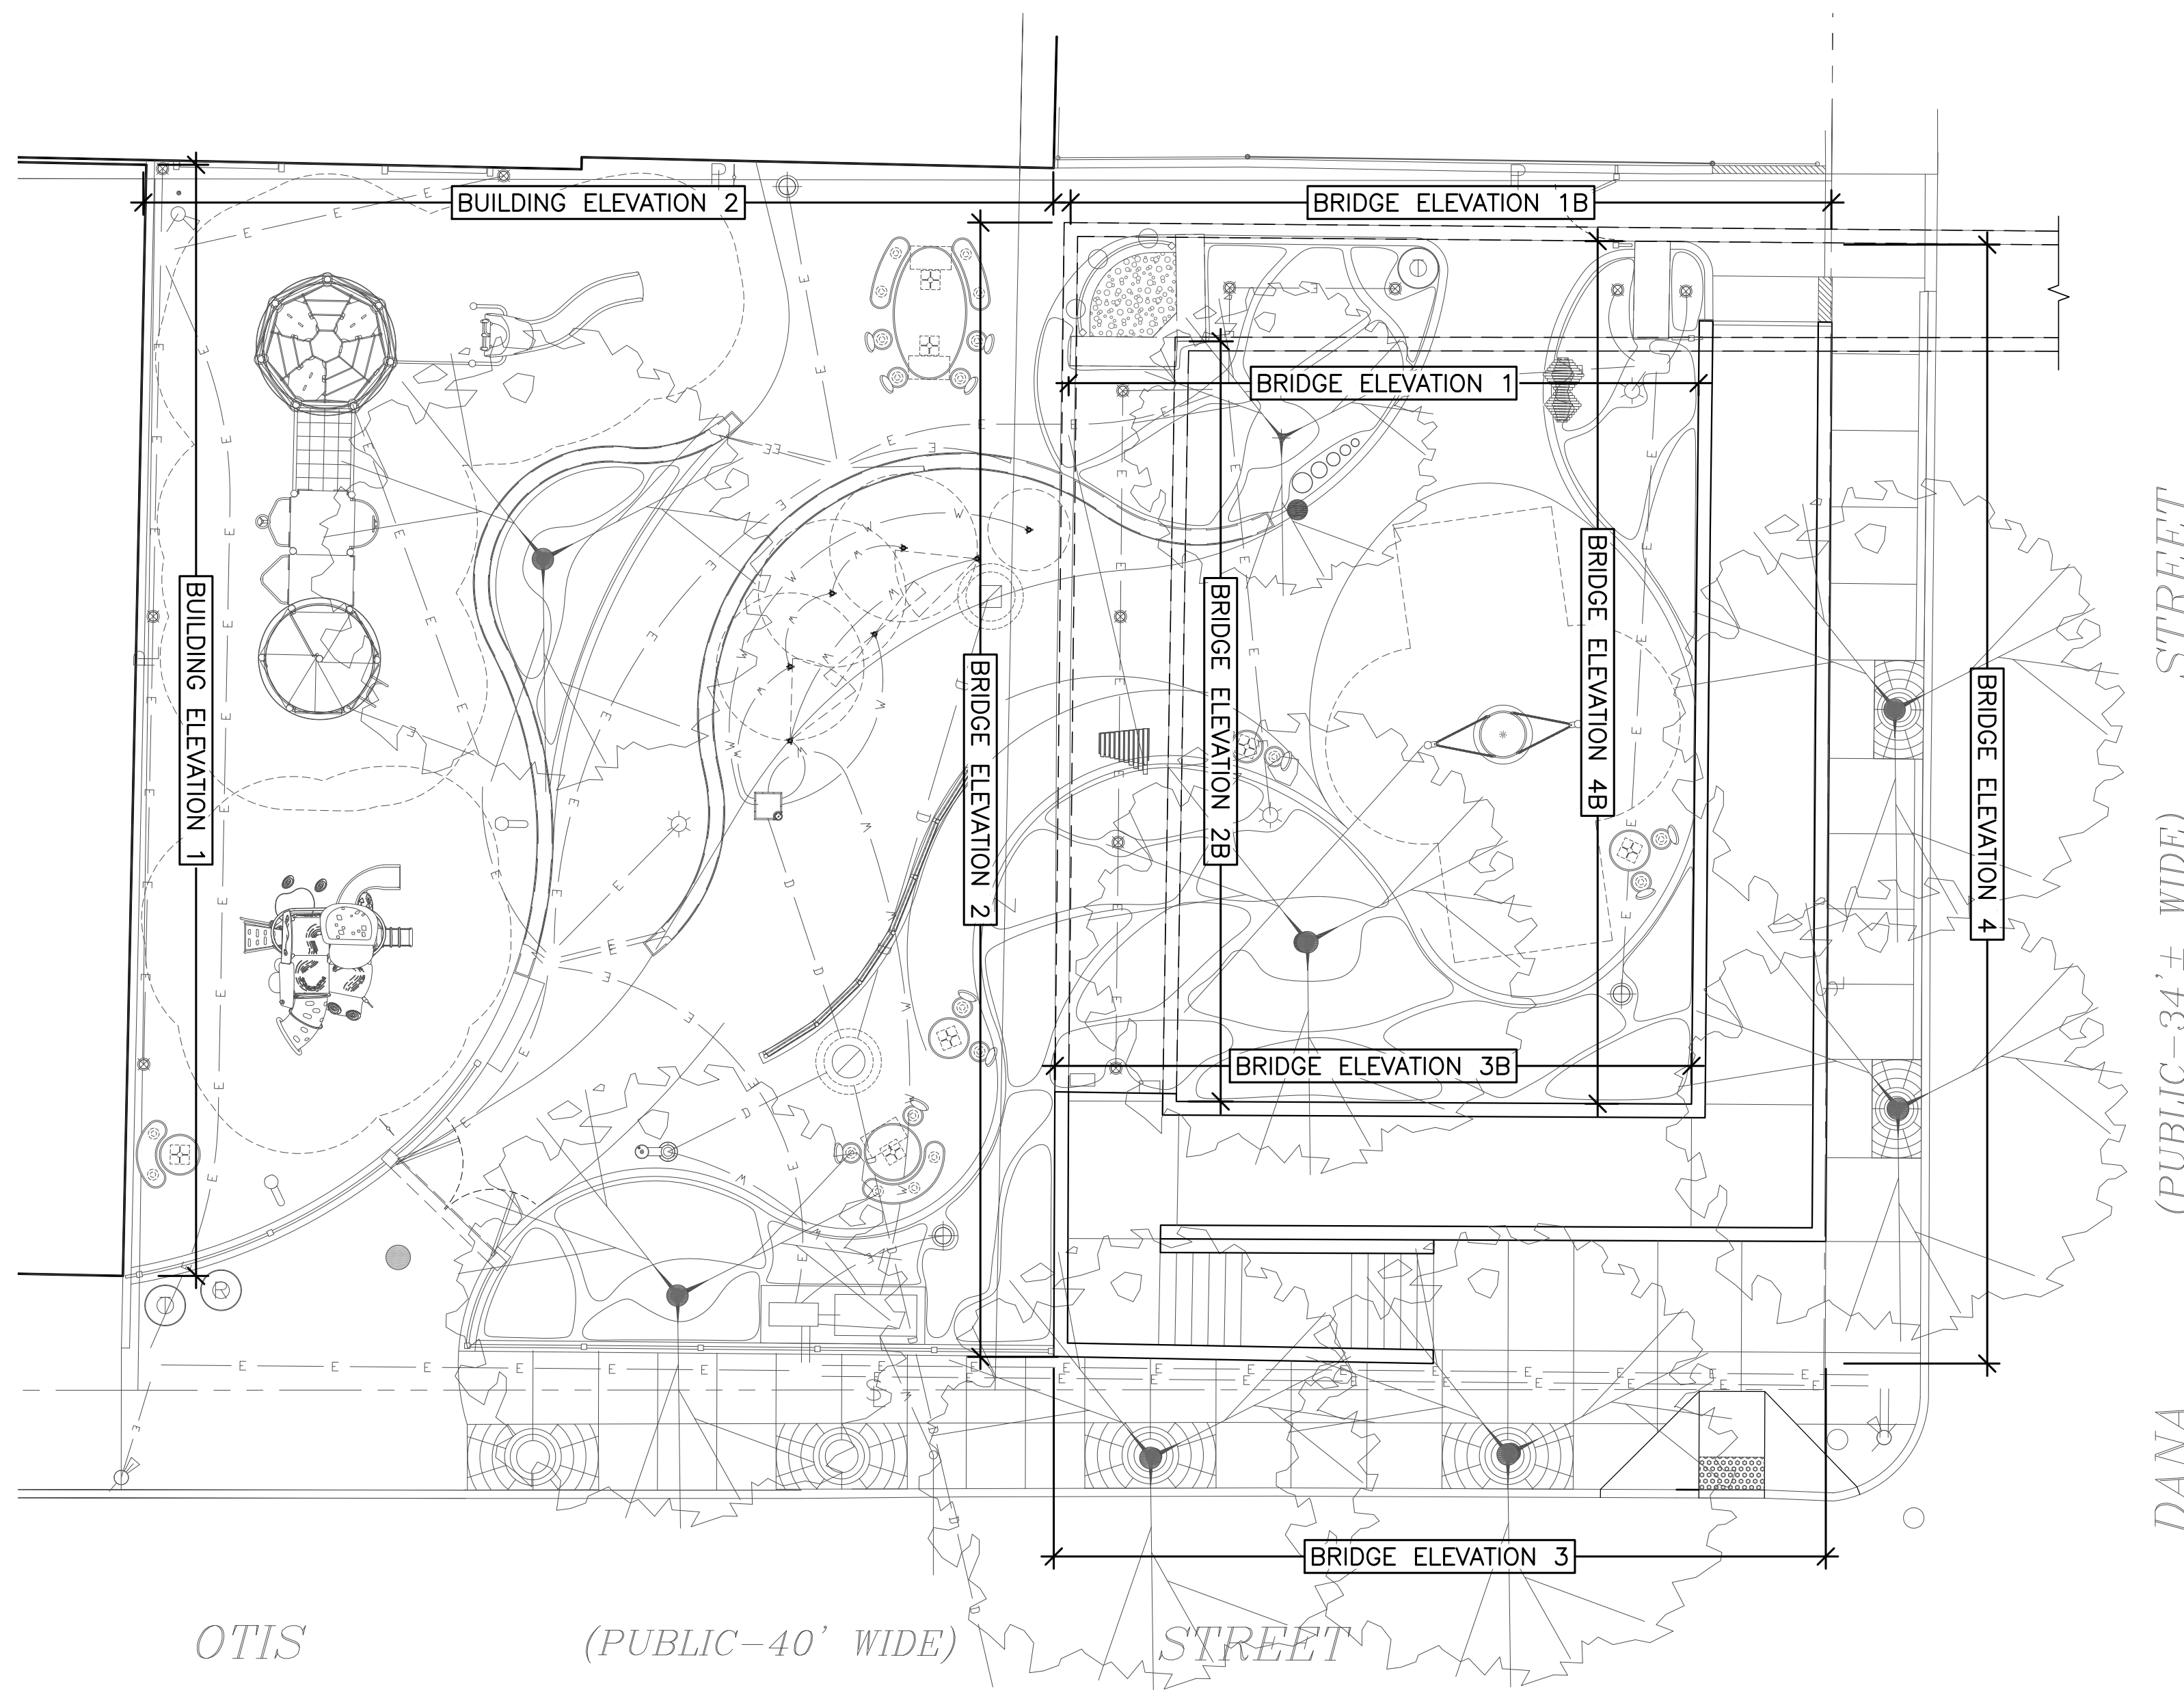 BUILDING ELEVATION 2
BRIDGE ELEVATION 1B
BRIDGE ELEVATION 1
BUILDING ELEVATION 1
BRIDGE ELEVATION 2
BRIDGE ELEVATION 2B
BRIDGE ELEVATION 4B
BRIDGE ELEVATION 4
BRIDGE ELEVATION 3B
BRIDGE ELEVATION 3
OTIS (PUBLIC-40' WIDE) STREET
DANA (PUBLIC-34'± WIDE) STREET